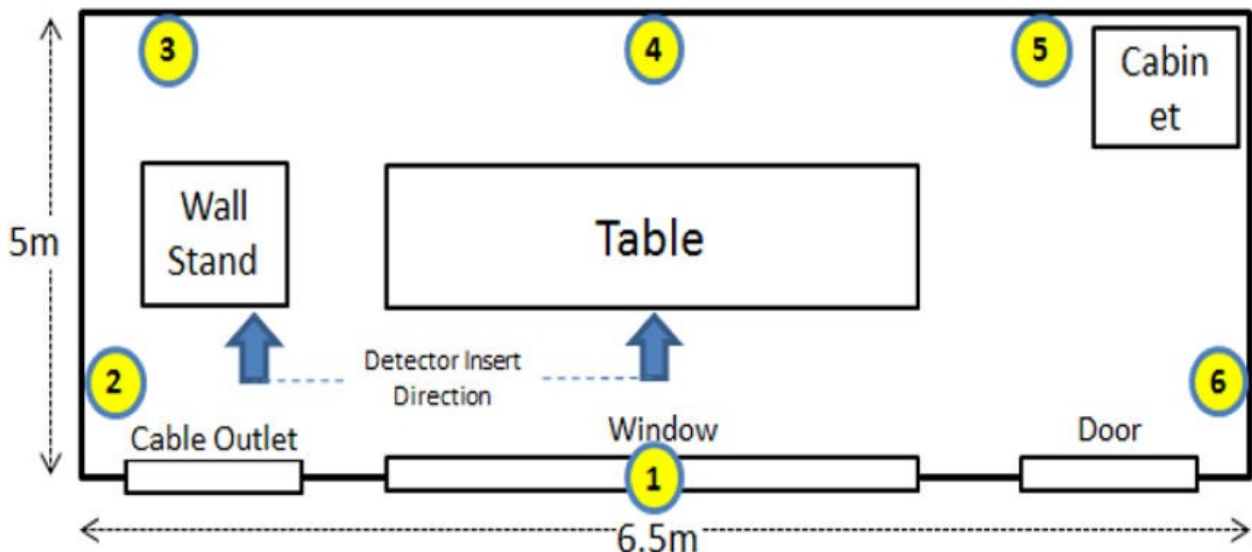 3
4
5
Cabin
et
Wall
Stand
Table
5m
Detector Insert
Direction
2
6
Cable Outlet
Window
Door
1
6.5m